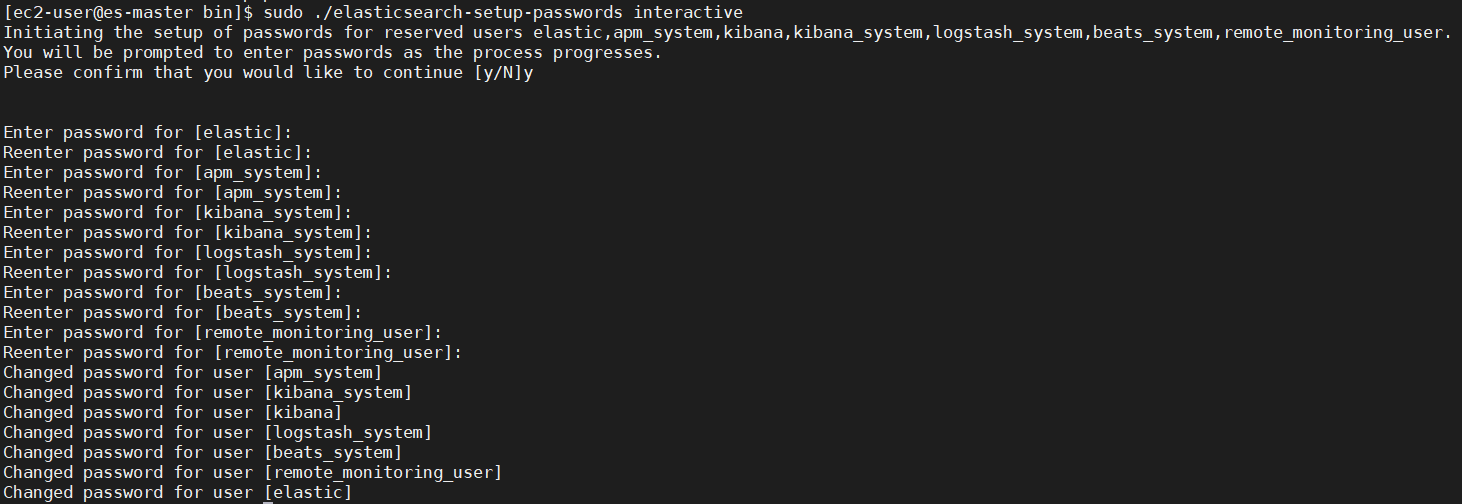 [ec2-user@es-master bin]$ sudo ./elasticsearch-setup-passwords interactive
Initiating the setup of passwords for reserved users elastic,apm_system,kibana,kibana_system,logstash_system,beats_system,remote_monitoring_user.
You will be prompted to enter passwords as the process progresses.
Please confirm that you would like to continue [y/N]y
Enter password for [elastic]:
Reenter password for [elastic]:
Enter password for [apm_system]:
Reenter password for [apm_system]:
Enter password for [kibana_system]:
Reenter password for [kibana_system]:
Enter password for [logstash_system]:
Reenter password for [logstash_system]:
Enter password for [beats_system]:
Reenter password for [beats_system]:
Enter password for [remote_monitoring_user]:
Reenter password for [remote_monitoring_user]:
Changed password for user [apm_system]
Changed password for user [kibana_system]
Changed password for user [kibana]
Changed password for user [logstash_system]
Changed password for user [beats_system]
Changed password for user [remote_monitoring_user]
Changed password for user [elastic]